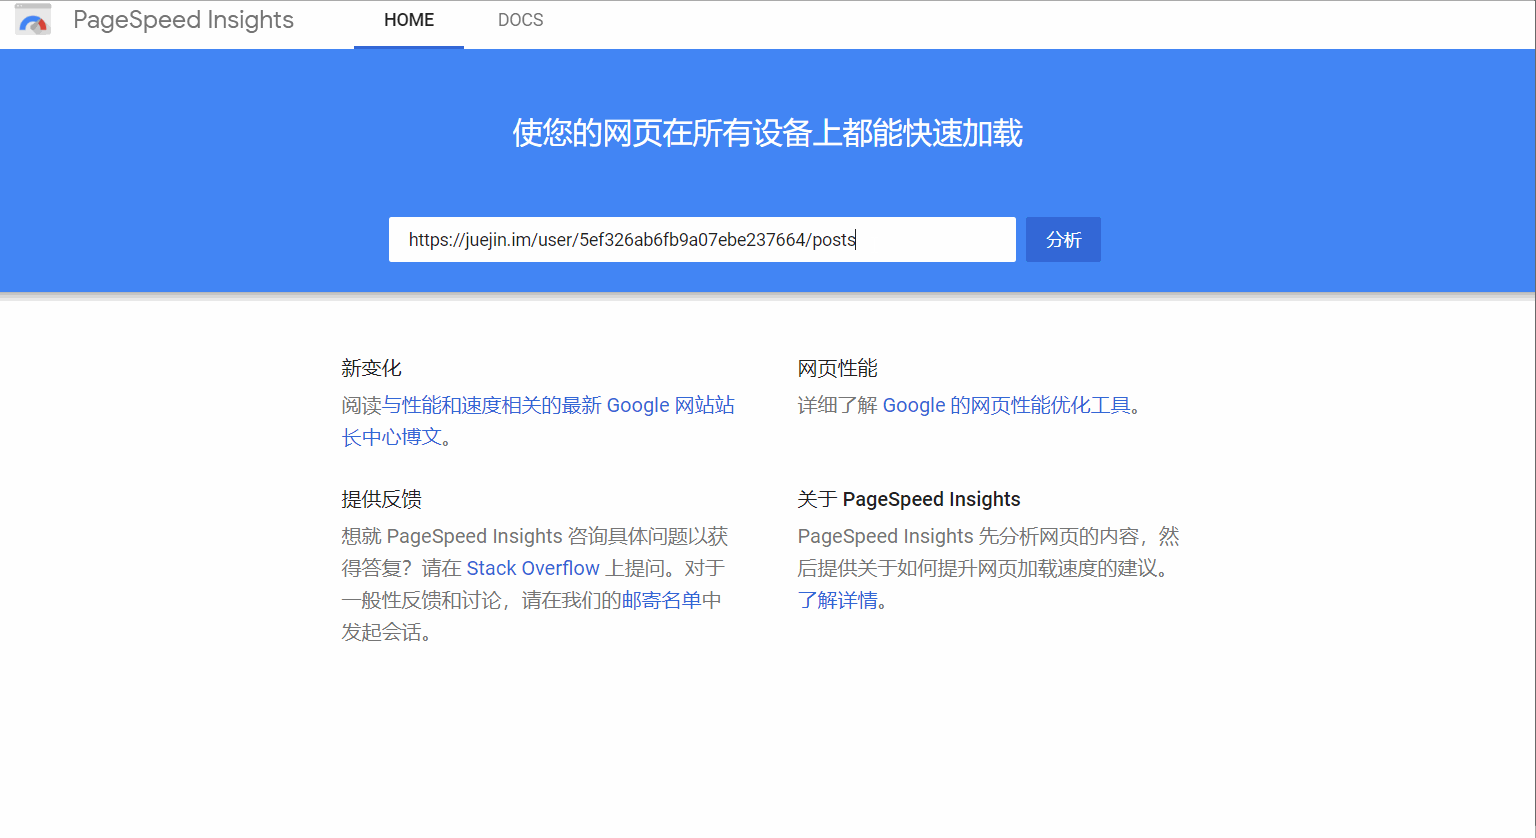 PageSpeed Insights
HOME
DOCS
使您的网页在所有设备上都能快速加载
https://juejin.im/user/5ef326ab6fb9a07ebe237664/posts
分析
新变化
阅读与性能和速度相关的最新 Google 网站站
长中心博文。
网页性能
详细了解 Google 的网页性能优化工具。
提供反馈
想就 PageSpeed Insights 咨询具体问题以获
得答复？请在 Stack Overflow 上提问。对于
一般性反馈和讨论，请在我们的邮寄名单中
发起会话。
关于 PageSpeed Insights
PageSpeed Insights 先分析网页的内容，然
后提供关于如何提升网页加载速度的建议。
了解详情。